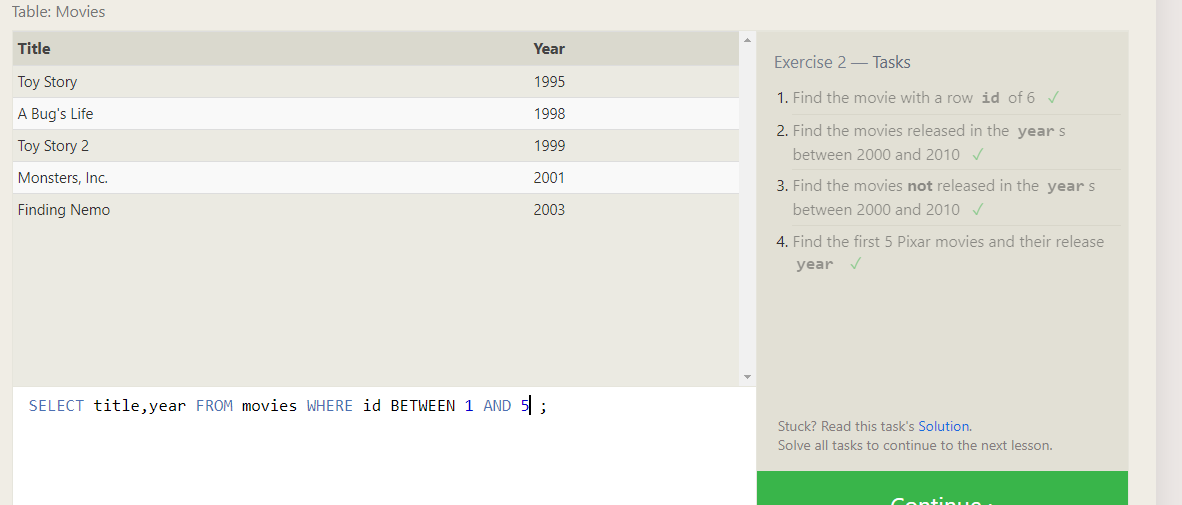 Table: Movies
Title Year
Toy Story 1995
A Bug's Life 1998
Toy Story 2 1999
Monsters, Inc. 2001
Finding Nemo 2003
SELECT title,year FROM movies WHERE id BETWEEN 1 AND 5 ;
Exercise 2 — Tasks
1. Find the movie with a row id of 6 ✓
2. Find the movies released in the year s
between 2000 and 2010 ✓
3. Find the movies not released in the year s
between 2000 and 2010 ✓
4. Find the first 5 Pixar movies and their release
year ✓
Stuck? Read this task's Solution.
Solve all tasks to continue to the next lesson.
Continue ›